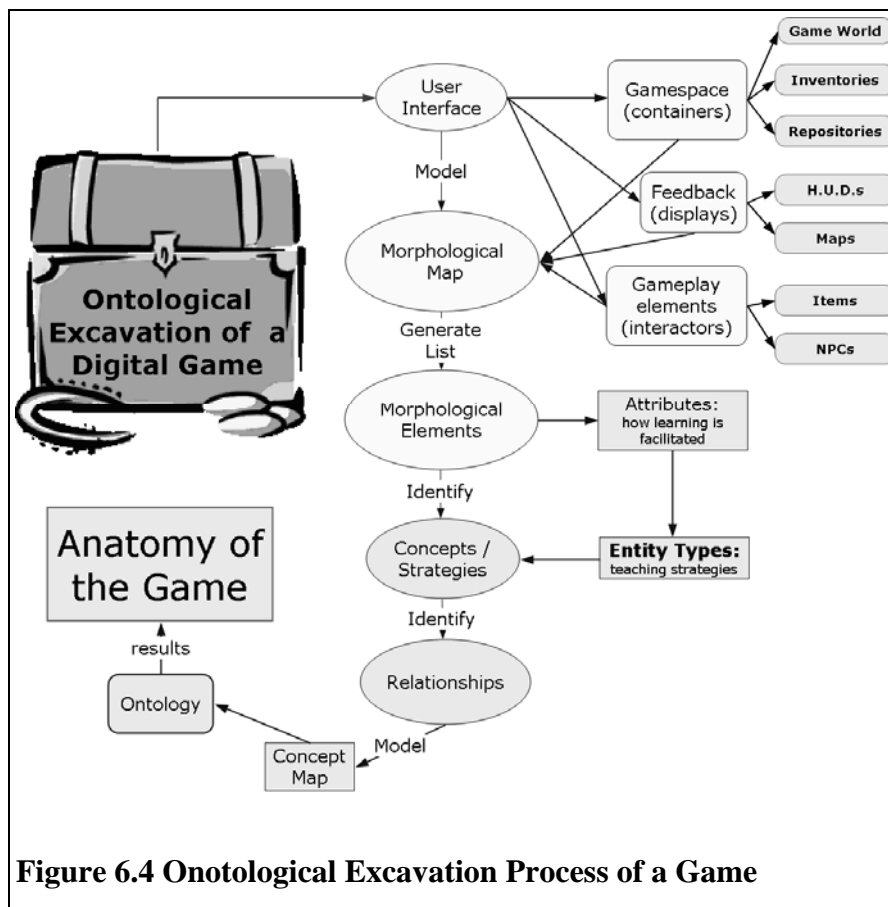 Ontological
Excavation of a
Digital Game
User
Interface
Gamespace
(containers)
Game World
Inventories
Repositories
Model
Feedback
(displays)
H.U.D.s
Maps
Morphological
Map
Gameplay
elements
(interactors)
Items
NPCs
Generate
List
Morphological
Elements
Attributes:
how learning is
facilitated
Identify
Concepts /
Strategies
Entity Types:
teaching strategies
Identify
Relationships
Model
Concept
Map
Ontology
results
Anatomy of
the Game
Figure 6.4 Onotological Excavation Process of a Game